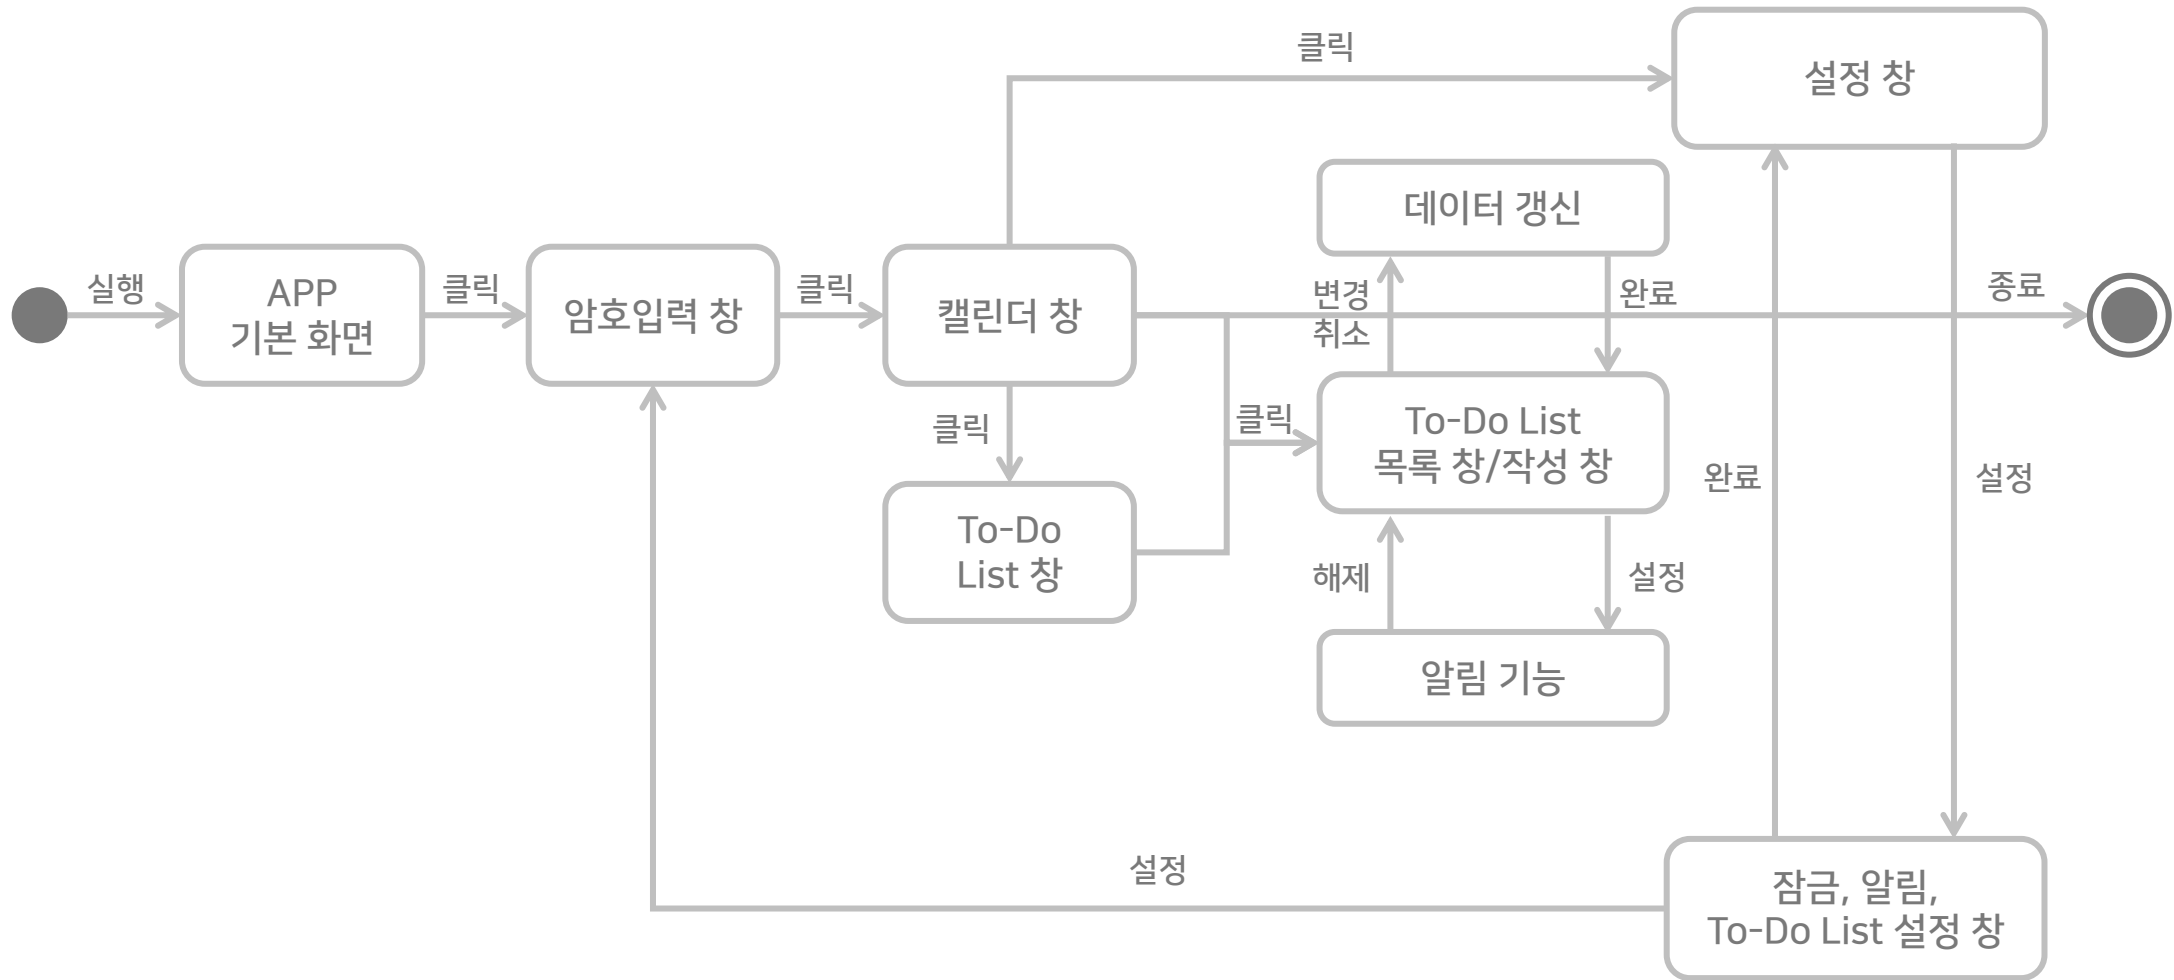 클릭
설정 창
데이터 갱신
실행
APP
기본 화면
클릭
암호입력 창
클릭
캘린더 창
변경
취소
완료
종료
클릭
클릭
To-Do List
목록 창/작성 창
To-Do
List 창
완료
설정
해제
설정
알림 기능
설정
잠금, 알림,
To-Do List 설정 창